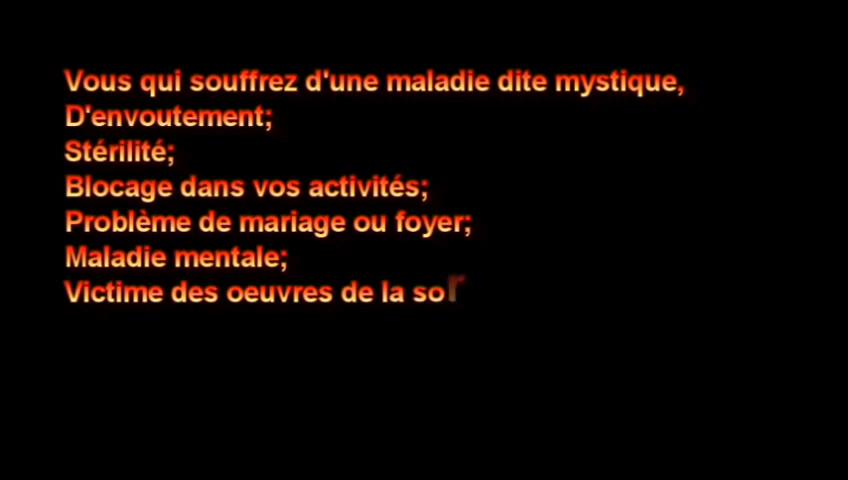 Vous qui souffrez d'une maladie dite mystique,
D'envoutement;
Stérilité;
Blocage dans vos activités;
Problème de mariage ou foyer;
Maladie mentale;
Victime des oeuvres de la sor